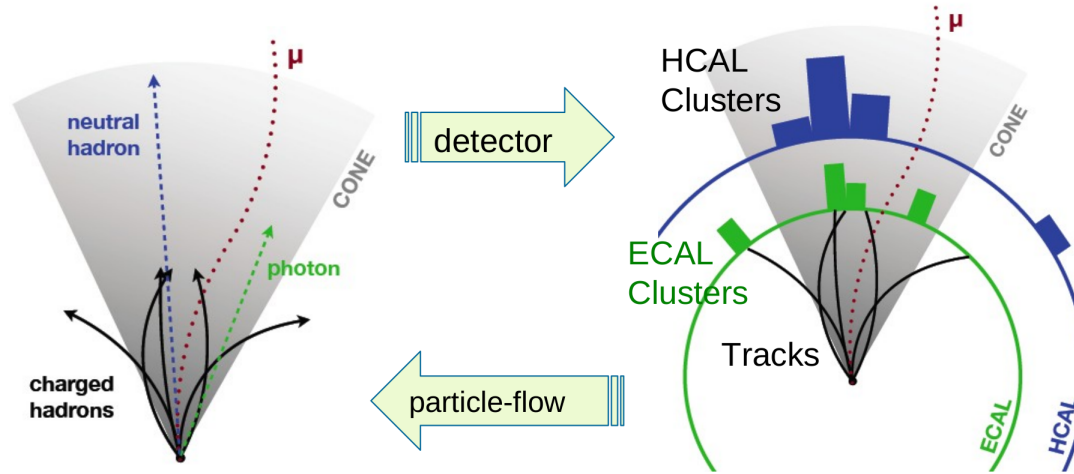 μ
neutral
hadron
CONE
photon
charged
hadrons
detector
particle-flow
μ
HCAL
Clusters
CONE
ECAL
Clusters
Tracks
ECAL
HCAL